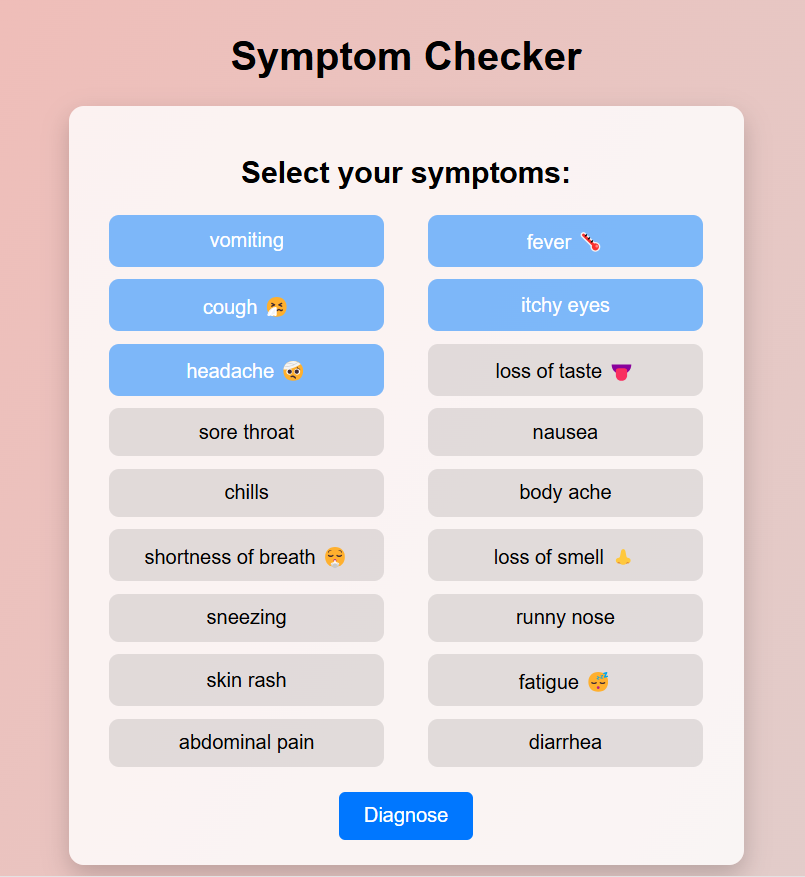 Symptom Checker
Select your symptoms:
vomiting
fever 🌡️
cough 🤧
itchy eyes
headache 🤕
loss of taste 👅
sore throat
nausea
chills
body ache
shortness of breath 😮‍💨
loss of smell 👃
sneezing
runny nose
skin rash
fatigue 😴
abdominal pain
diarrhea
Diagnose